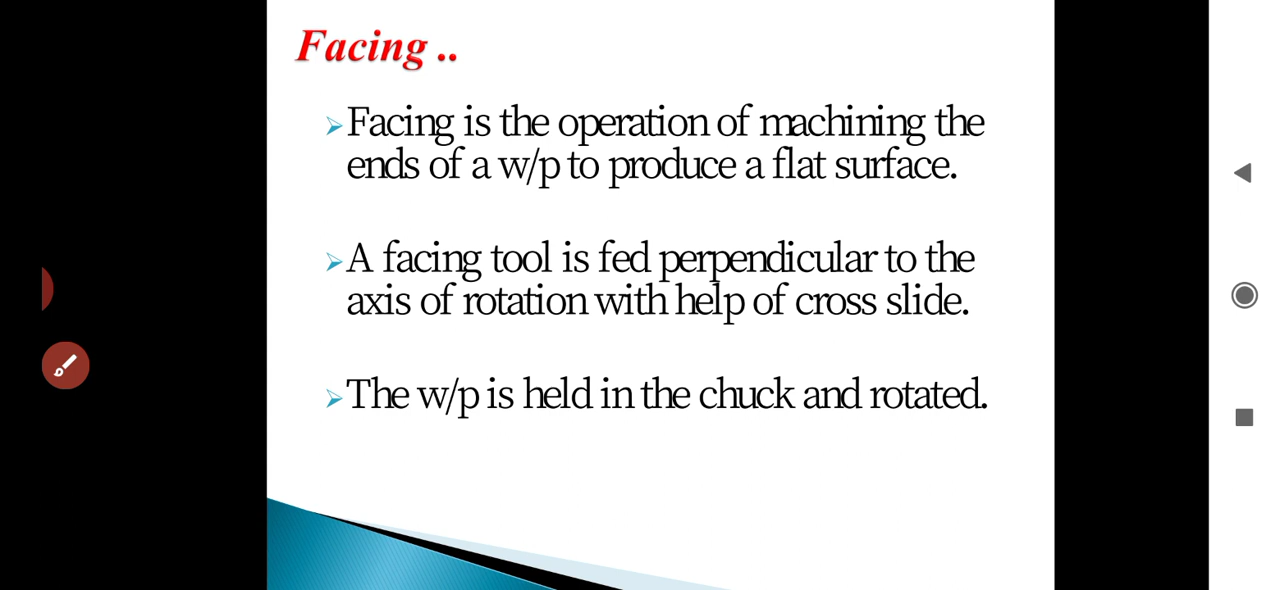 Facing ..
➢Facing is the operation of machining the
ends of a w/p to produce a flat surface.
➢A facing tool is fed perpendicular to the
axis of rotation with help of cross slide.
➢The w/p is held in the chuck and rotated.